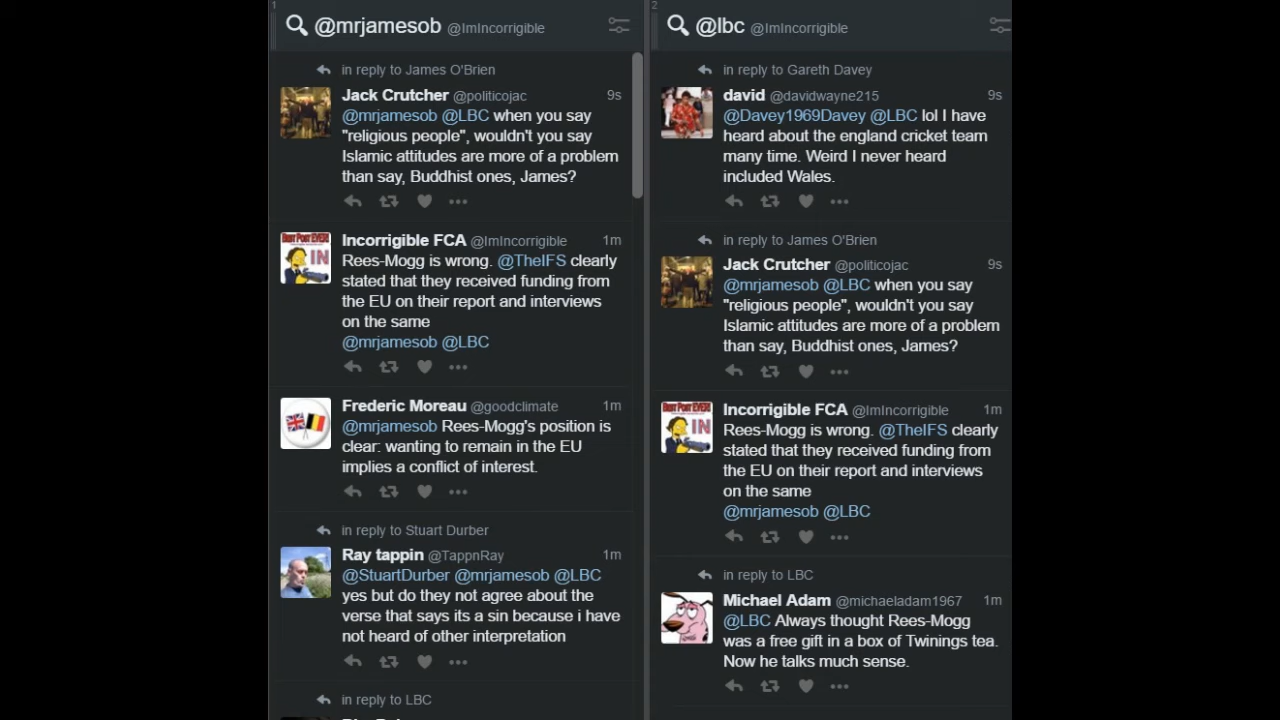 1
@mrjamesob @ImIncorrigible
in reply to James O'Brien
Jack Crutcher @politicojac 9s
@mrjamesob @LBC when you say
"religious people", wouldn't you say
Islamic attitudes are more of a problem
than say, Buddhist ones, James?
BEST POST EVER!
IN
Incorrigible FCA @ImIncorrigible 1m
Rees-Mogg is wrong. @TheIFS clearly
stated that they received funding from
the EU on their report and interviews
on the same
@mrjamesob @LBC
Frederic Moreau @goodclimate 1m
@mrjamesob Rees-Mogg's position is
clear: wanting to remain in the EU
implies a conflict of interest.
in reply to Stuart Durber
Ray tappin @TappnRay 1m
@StuartDurber @mrjamesob @LBC
yes but do they not agree about the
verse that says its a sin because i have
not heard of other interpretation
in reply to LBC
2
@lbc @ImIncorrigible
in reply to Gareth Davey
david @davidwayne215 9s
@Davey1969Davey @LBC lol I have
heard about the england cricket team
many time. Weird I never heard
included Wales.
in reply to James O'Brien
Jack Crutcher @politicojac 9s
@mrjamesob @LBC when you say
"religious people", wouldn't you say
Islamic attitudes are more of a problem
than say, Buddhist ones, James?
BEST POST EVER!
IN
Incorrigible FCA @ImIncorrigible 1m
Rees-Mogg is wrong. @TheIFS clearly
stated that they received funding from
the EU on their report and interviews
on the same
@mrjamesob @LBC
in reply to LBC
Michael Adam @michaeladam1967 1m
@LBC Always thought Rees-Mogg
was a free gift in a box of Twinings tea.
Now he talks much sense.